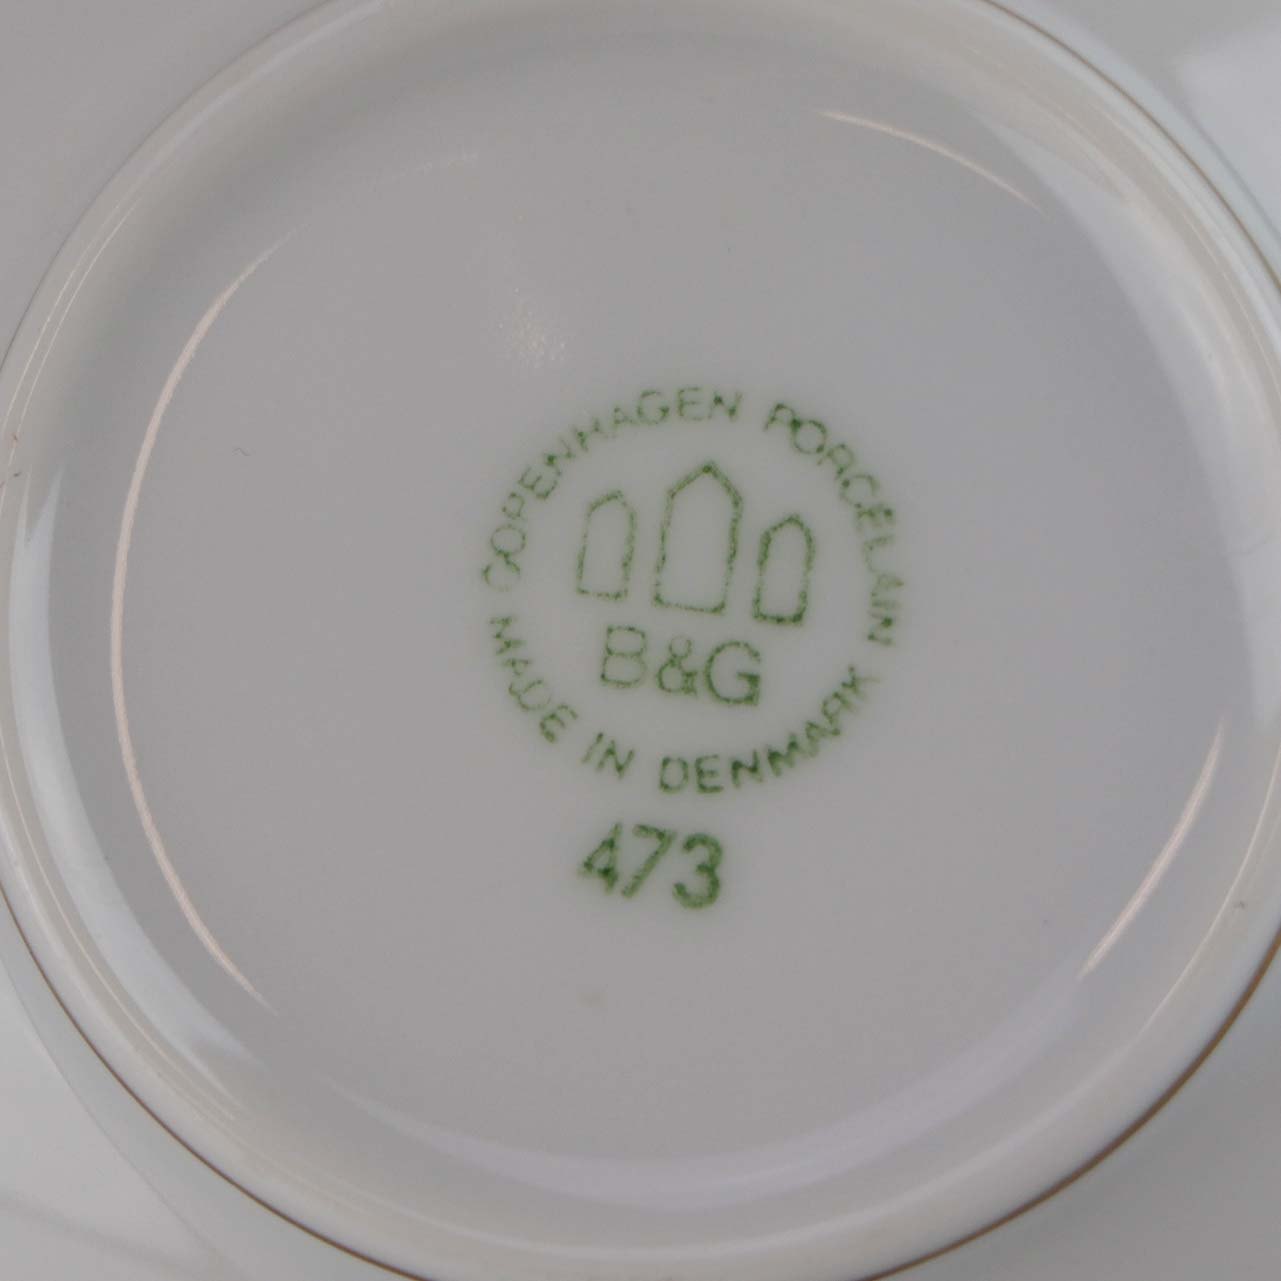 COPENHAGEN PORCELAIN
B&G
MADE IN DENMARK
473